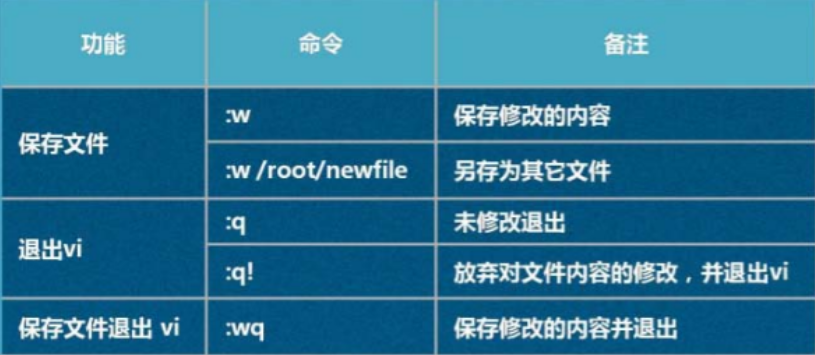 功能 命令 备注
保存文件
:w 保存修改的内容
:w /root/newfile 另存为其它文件
退出vi
:q 未修改退出
:q! 放弃对文件内容的修改，并退出vi
保存文件退出 vi :wq 保存修改的内容并退出